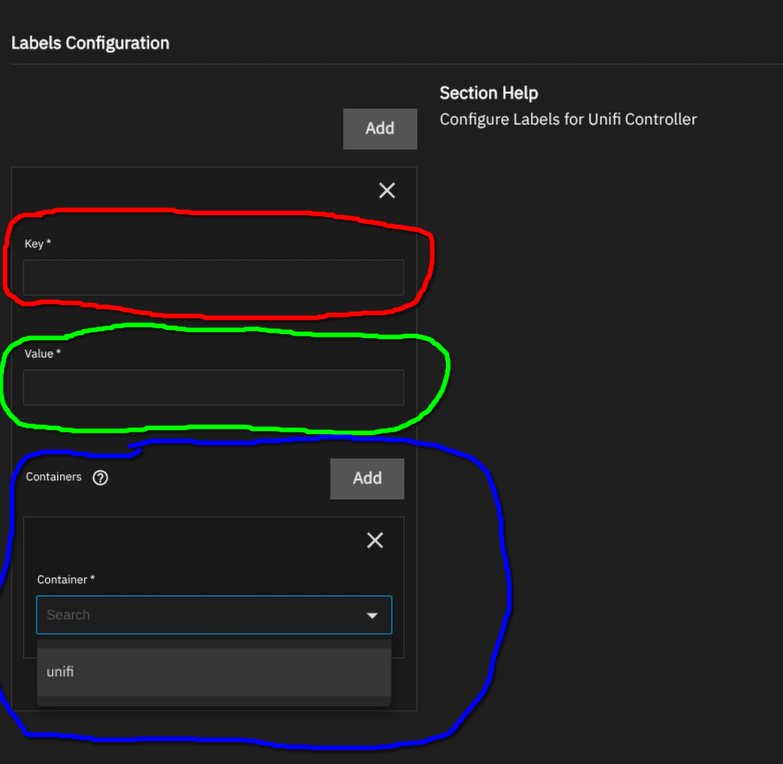 Labels Configuration
Section Help
Configure Labels for Unifi Controller
Add
Key *
Value *
Containers
Add
Container *
Search
unifi